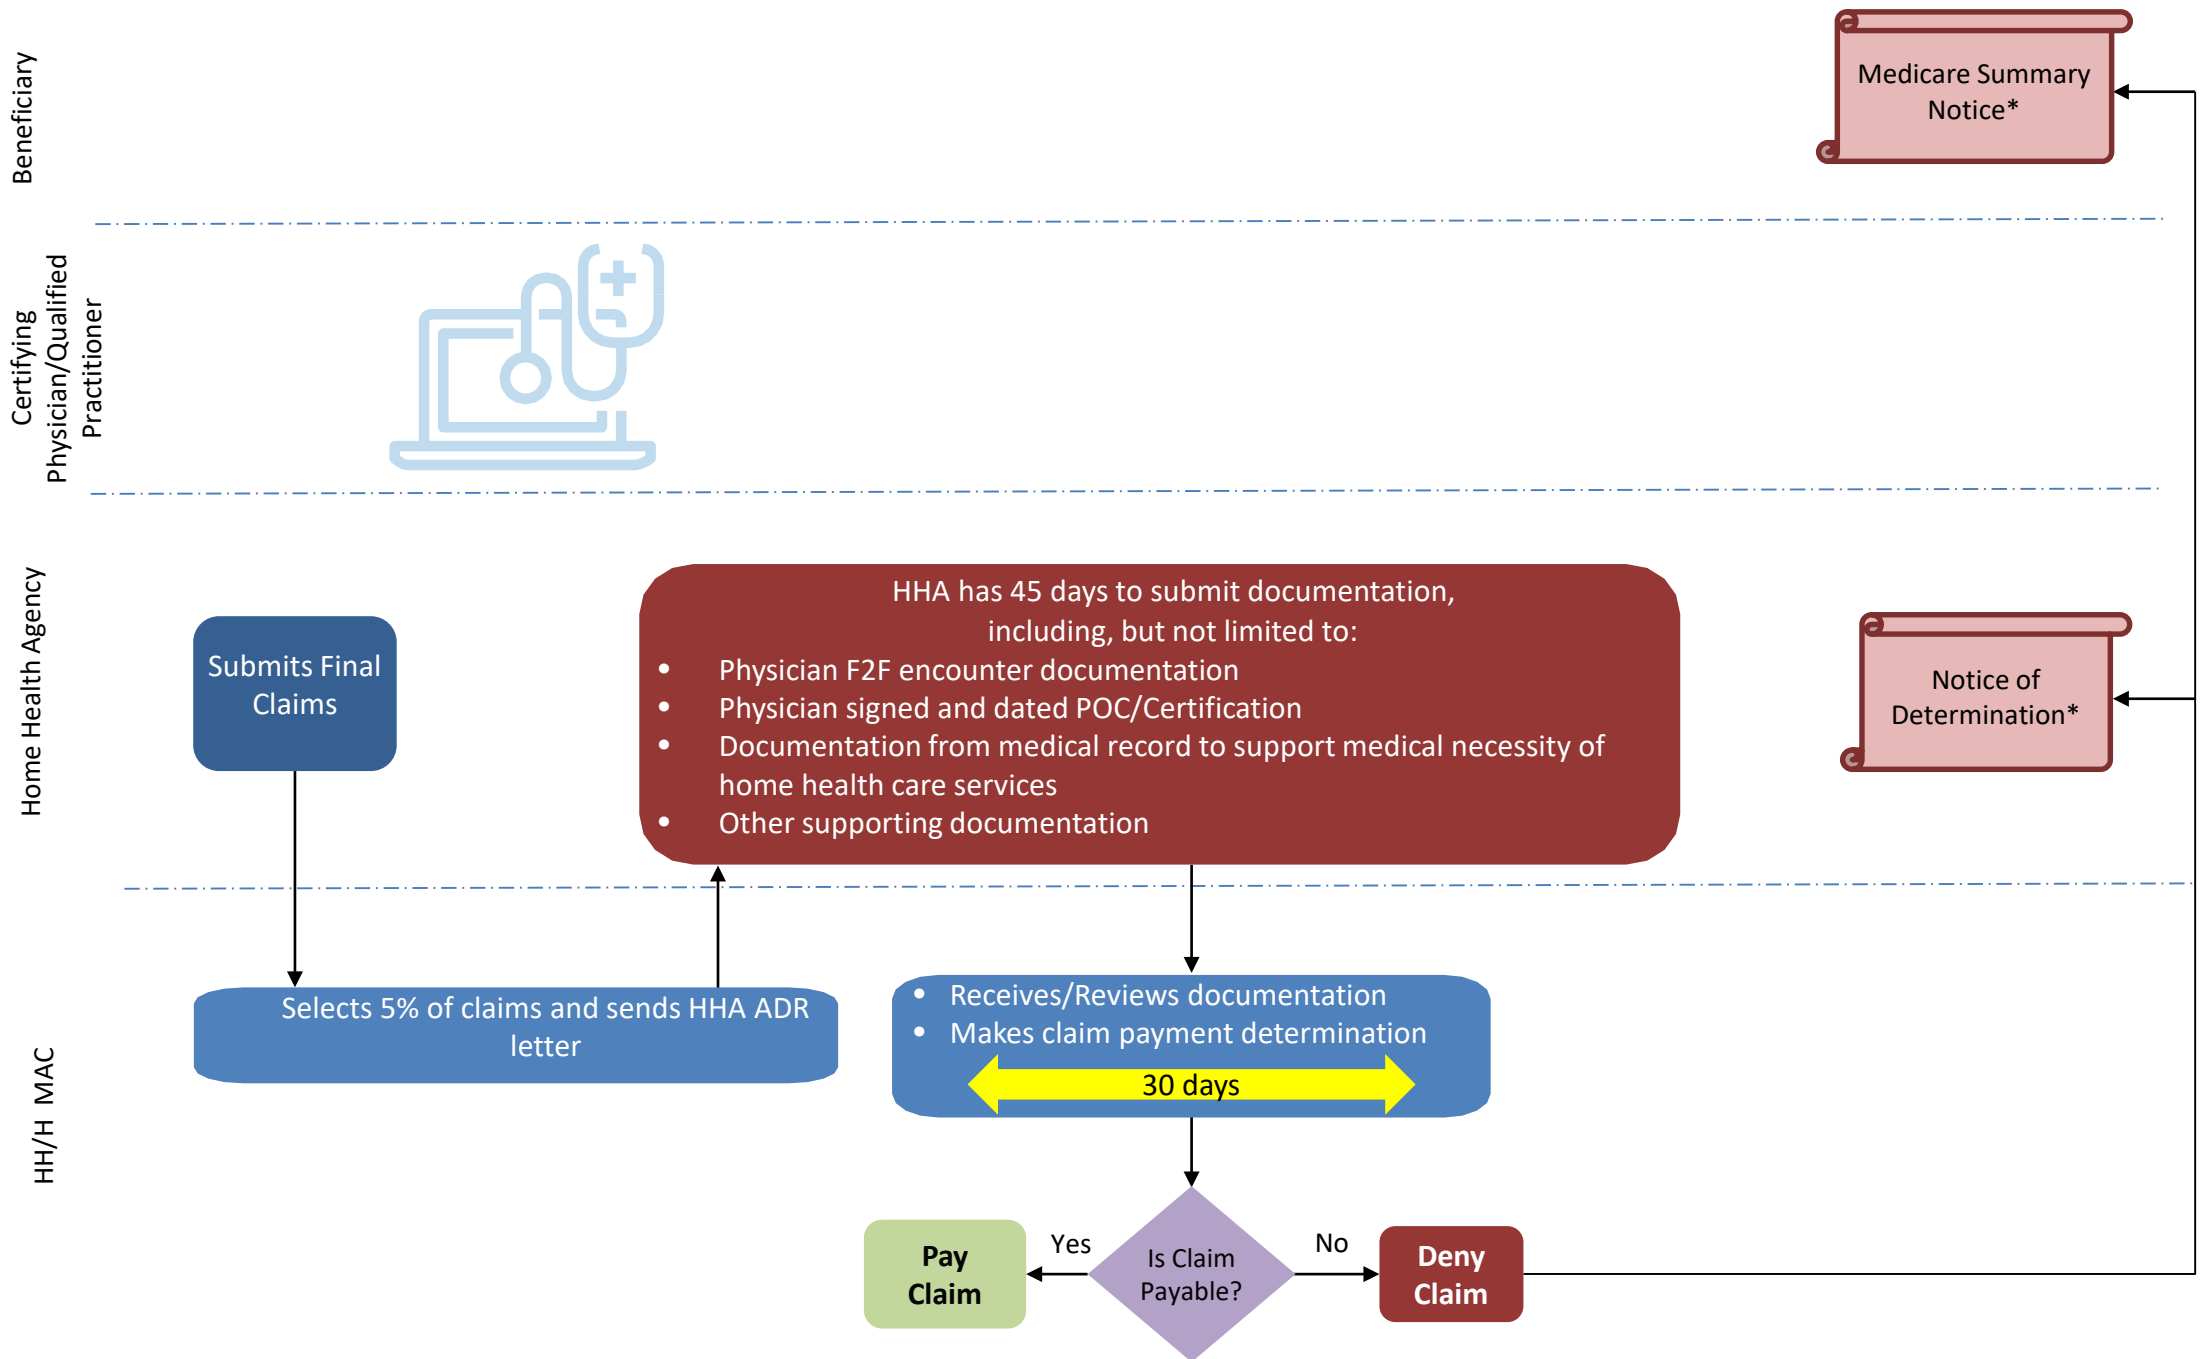 Beneficiary
Medicare Summary
Notice*
Certifying
Physician/Qualified
Practitioner
Home Health Agency
Submits Final
Claims
HHA has 45 days to submit documentation,
including, but not limited to:
• Physician F2F encounter documentation
• Physician signed and dated POC/Certification
• Documentation from medical record to support medical necessity of
home health care services
• Other supporting documentation
Notice of
Determination*
HH/H MAC
Selects 5% of claims and sends HHA ADR
letter
• Receives/Reviews documentation
• Makes claim payment determination
30 days
Pay
Claim
Yes
Is Claim
Payable?
No
Deny
Claim